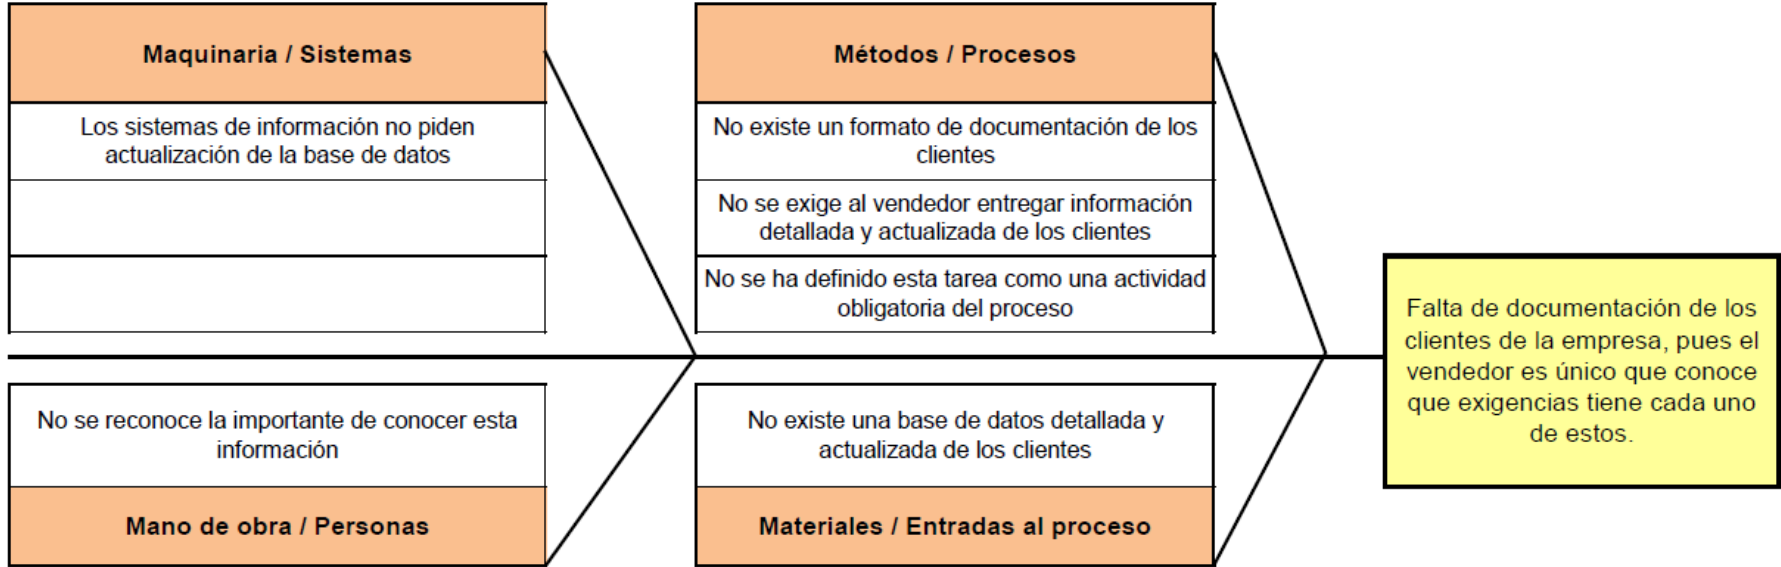 Maquinaria / Sistemas
Los sistemas de información no piden
actualización de la base de datos
Métodos / Procesos
No existe un formato de documentación de los
clientes
No se exige al vendedor entregar información
detallada y actualizada de los clientes
No se ha definido esta tarea como una actividad
obligatoria del proceso
No se reconoce la importante de conocer esta
información
Mano de obra / Personas
No existe una base de datos detallada y
actualizada de los clientes
Materiales / Entradas al proceso
Falta de documentación de los
clientes de la empresa, pues el
vendedor es único que conoce
que exigencias tiene cada uno
de estos.